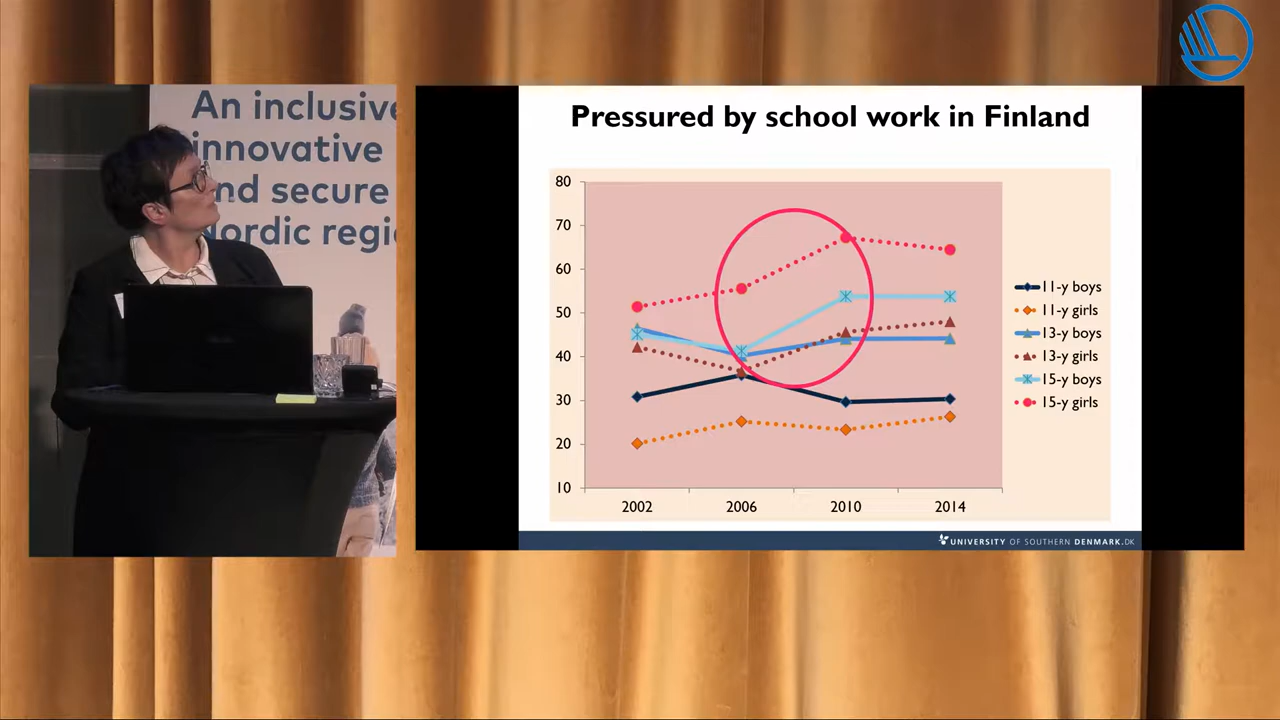 An inclusive
innovative
and secure
Nordic regi
Pressured by school work in Finland
80
70
60
50
40
30
20
10
2002
2006
2010
2014
11-y boys
11-y girls
13-y boys
13-y girls
15-y boys
15-y girls
UNIVERSITY OF SOUTHERN DENMARK.DK